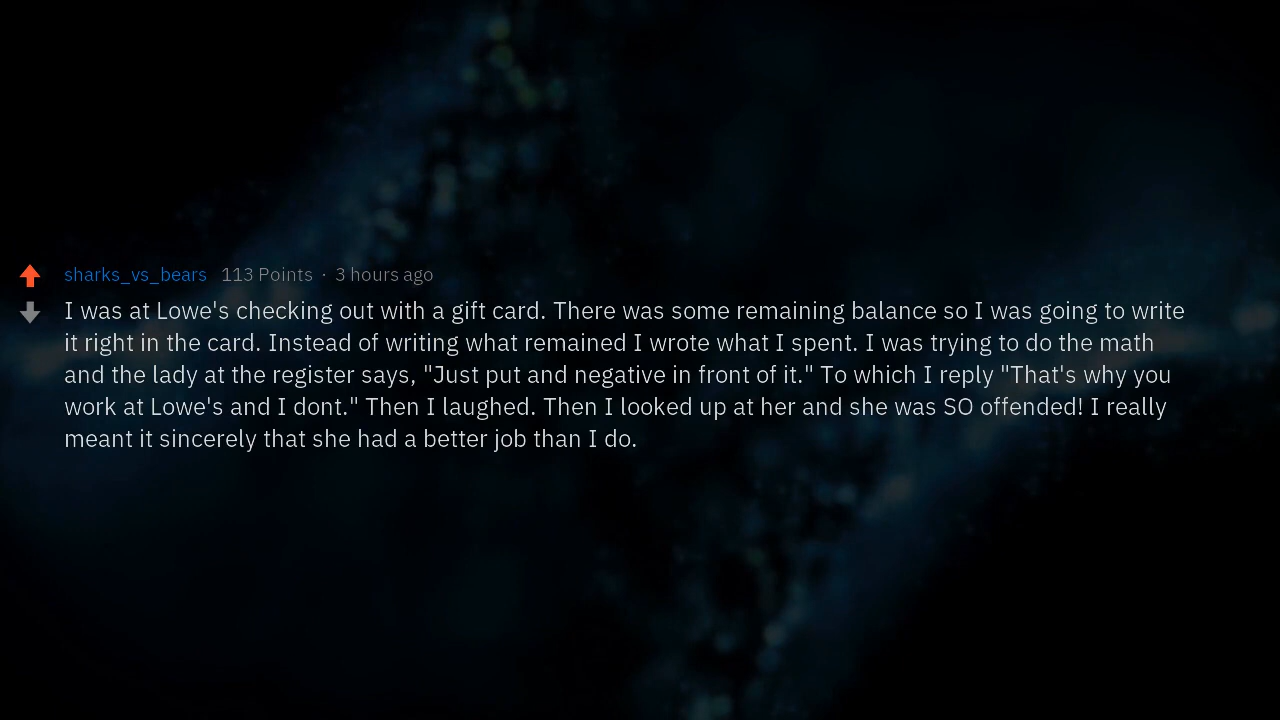 sharks_vs_bears 113 Points · 3 hours ago
I was at Lowe's checking out with a gift card. There was some remaining balance so I was going to write
it right in the card. Instead of writing what remained I wrote what I spent. I was trying to do the math
and the lady at the register says, "Just put and negative in front of it." To which I reply "That's why you
work at Lowe's and I dont." Then I laughed. Then I looked up at her and she was SO offended! I really
meant it sincerely that she had a better job than I do.